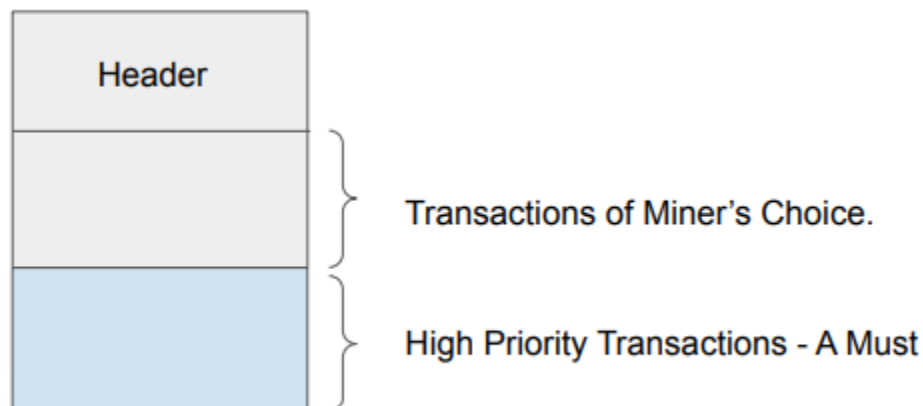 Header
Transactions of Miner’s Choice.
High Priority Transactions - A Must